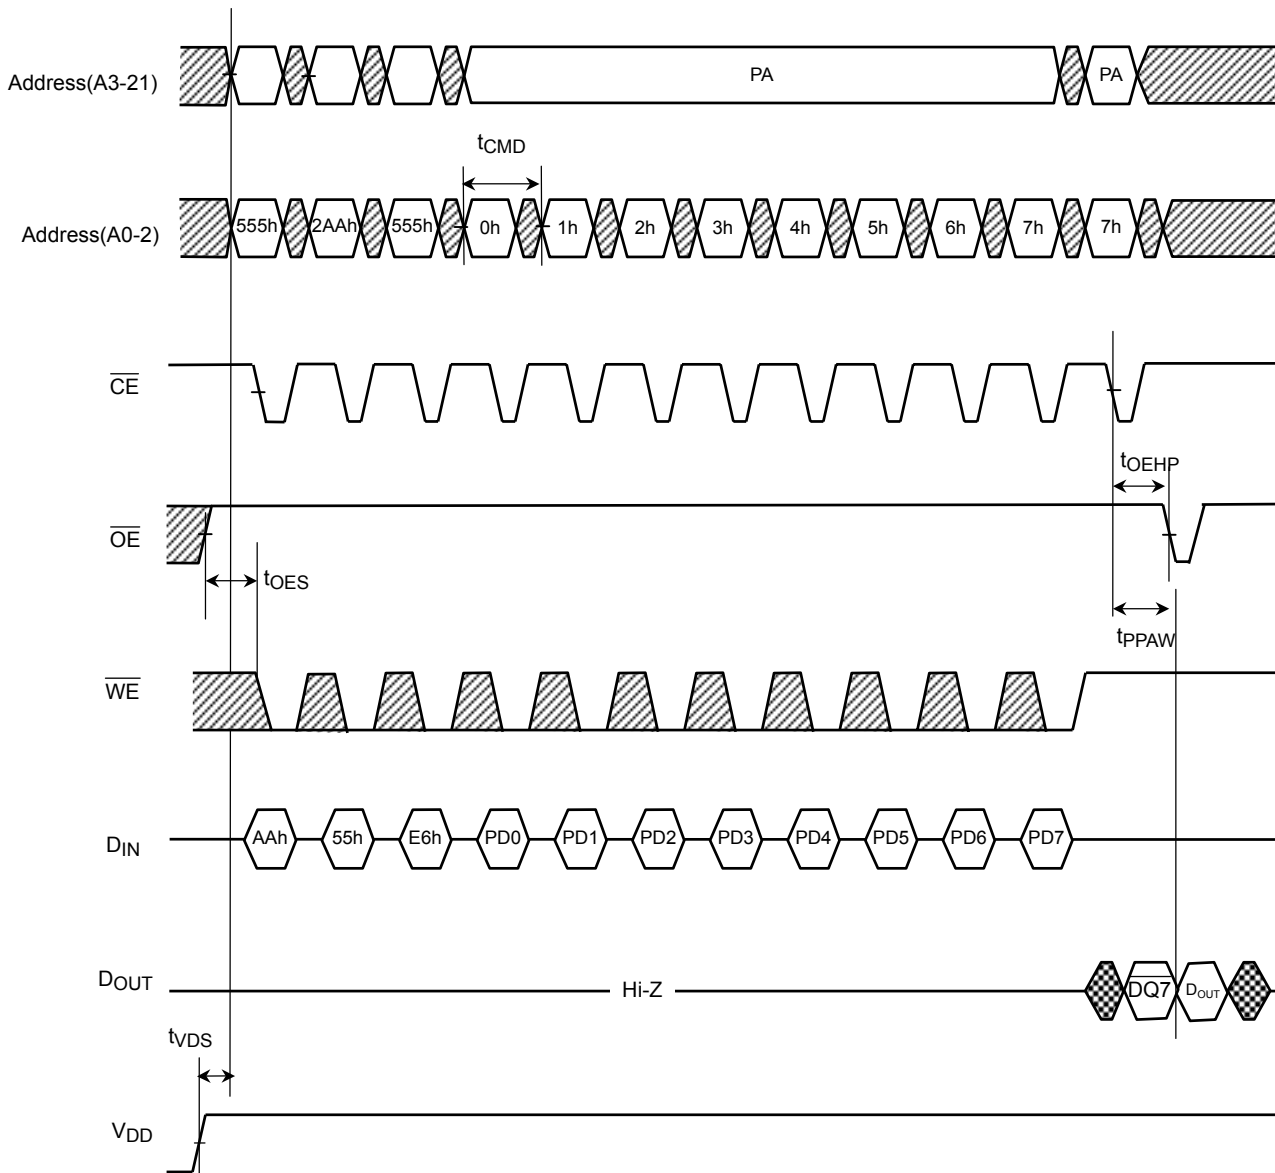 Address(A3-21) PA PA
tCMD
Address(A0-2) 555h 2AAh 555h 0h 1h 2h 3h 4h 5h 6h 7h 7h
CE
tOEHP
OE
tOES
tPPAW
WE
DIN AAh 55h E6h PD0 PD1 PD2 PD3 PD4 PD5 PD6 PD7
DOUT Hi-Z DQ7 DOUT
tVDS
VDD